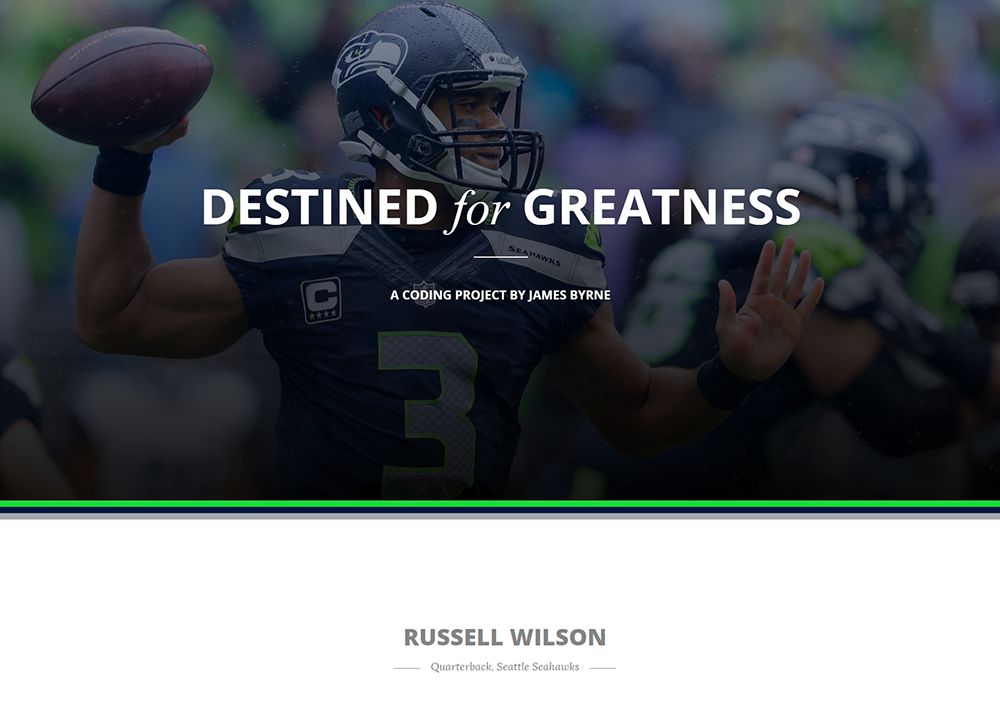 DESTINED for GREATNESS
SEAHAWKS
A CODING PROJECT BY JAMES BYRNE
C
3
RUSSELL WILSON
Quarterback, Seattle Seahawks